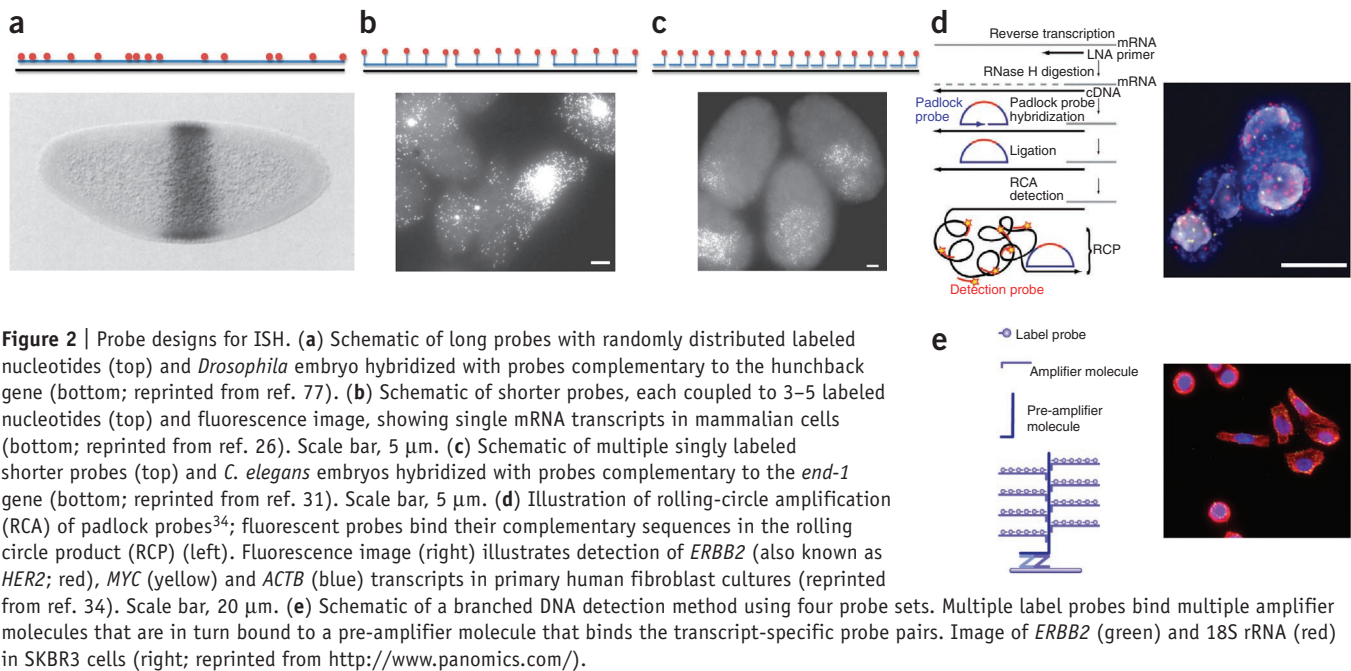 a
b
c
d
Reverse transcription
mRNA
LNA primer
RNase H digestion
mRNA
cDNA
Padlock probe
Padlock probe hybridization
Ligation
RCA detection
RCP
Detection probe
Figure 2 | Probe designs for ISH. (a) Schematic of long probes with randomly distributed labeled
nucleotides (top) and Drosophila embryo hybridized with probes complementary to the hunchback
gene (bottom; reprinted from ref. 77). (b) Schematic of shorter probes, each coupled to 3–5 labeled
nucleotides (top) and fluorescence image, showing single mRNA transcripts in mammalian cells
(bottom; reprinted from ref. 26). Scale bar, 5 μm. (c) Schematic of multiple singly labeled
shorter probes (top) and C. elegans embryos hybridized with probes complementary to the end-1
gene (bottom; reprinted from ref. 31). Scale bar, 5 μm. (d) Illustration of rolling-circle amplification
(RCA) of padlock probes34; fluorescent probes bind their complementary sequences in the rolling
circle product (RCP) (left). Fluorescence image (right) illustrates detection of ERBB2 (also known as
HER2; red), MYC (yellow) and ACTB (blue) transcripts in primary human fibroblast cultures (reprinted
from ref. 34). Scale bar, 20 μm. (e) Schematic of a branched DNA detection method using four probe sets. Multiple label probes bind multiple amplifier
molecules that are in turn bound to a pre-amplifier molecule that binds the transcript-specific probe pairs. Image of ERBB2 (green) and 18S rRNA (red)
in SKBR3 cells (right; reprinted from http://www.panomics.com/).
e
Label probe
Amplifier molecule
Pre-amplifier
molecule